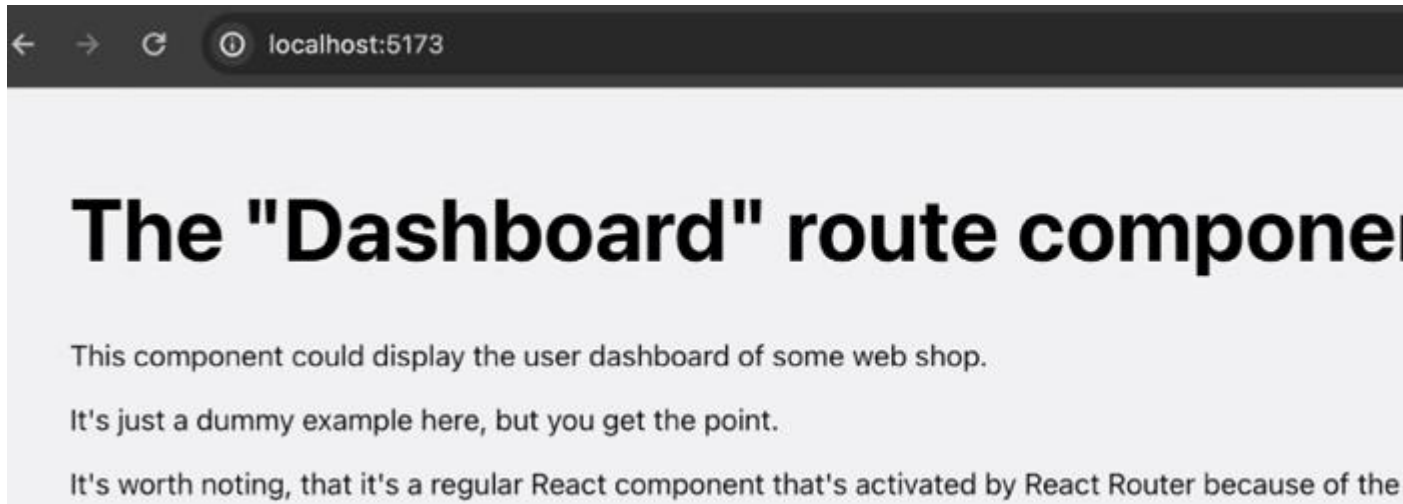 localhost:5173
The "Dashboard" route compone
This component could display the user dashboard of some web shop.
It's just a dummy example here, but you get the point.
It's worth noting, that it's a regular React component that's activated by React Router because of the